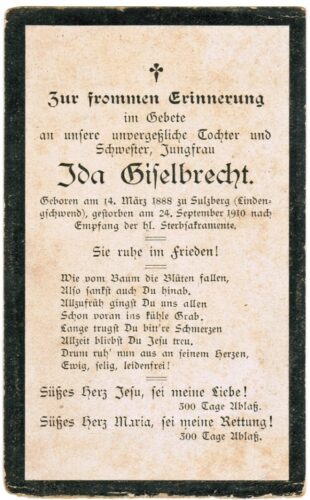 Zur frommen Erinnerung
im Gebete
an unsere unvergeßliche Tochter und
Schwester, Jungfrau
Ida Giselbrecht.
Geboren am 14. März 1888 zu Sulzberg (Linden-
gschwend), gestorben am 24. September 1910 nach
Empfang der hl. Sterbsakramente.
Sie ruhe im Frieden!
Wie vom Baum die Blüten fallen,
Also sankst auch Du hinab.
Allzufrüh gingst Du uns allen
Schon voran ins kühle Grab,
Lange trugst Du bitt're Schmerzen
Allzeit bliebst Du Jesu treu,
Drum ruh' nun aus an seinem Herzen,
Ewig, selig, leidenfrei!
Süßes Herz Jesu, sei meine Liebe!
300 Tage Ablaß.
Süßes Herz Maria, sei meine Rettung!
300 Tage Ablaß.